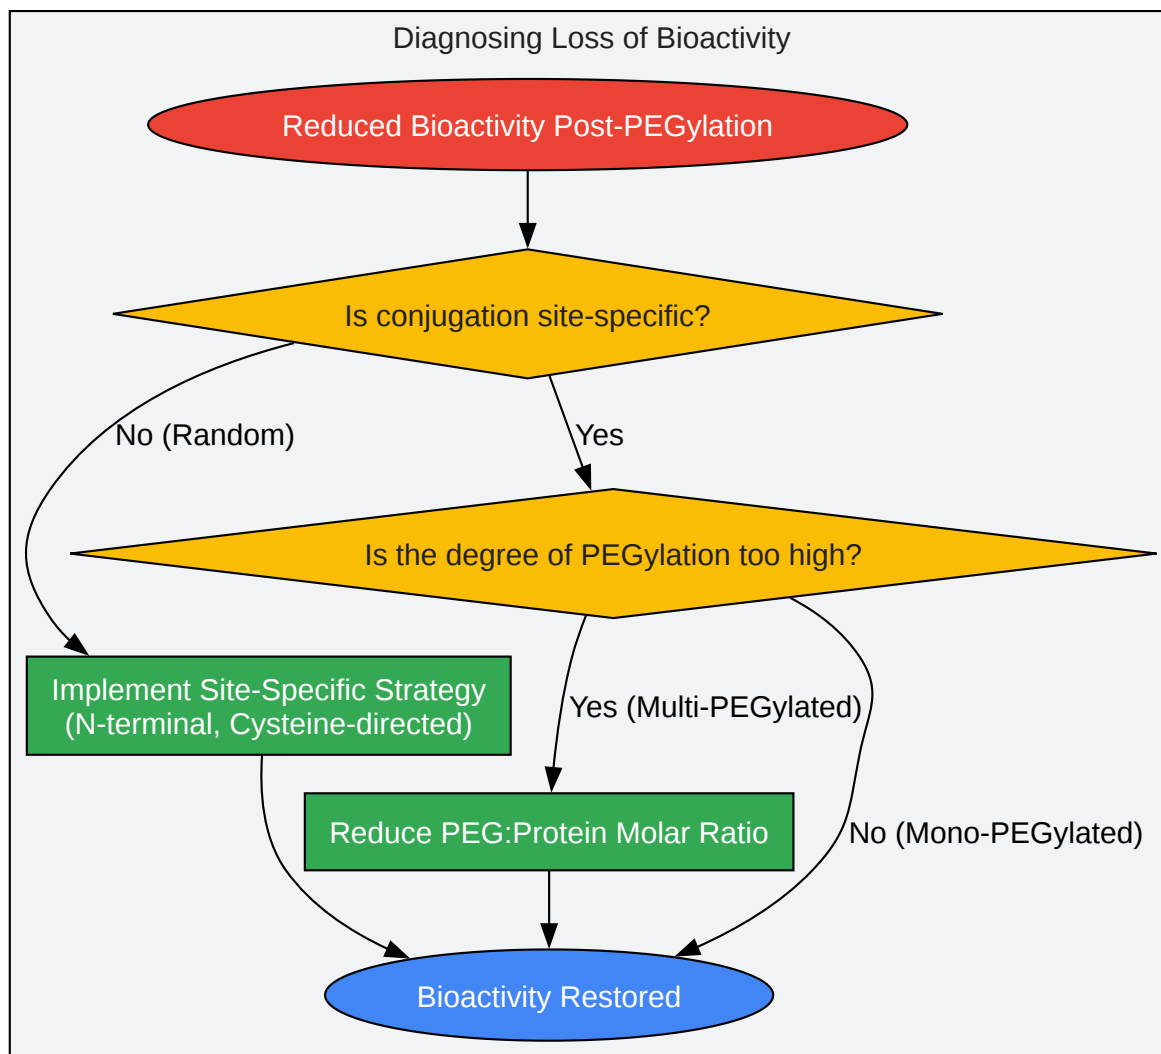 Diagnosing Loss of Bioactivity
Reduced Bioactivity Post-PEGylation
Is conjugation site-specific?
No (Random)
Yes
Is the degree of PEGylation too high?
Implement Site-Specific Strategy
(N-terminal, Cysteine-directed)
Yes (Multi-PEGylated)
Reduce PEG:Protein Molar Ratio
No (Mono-PEGylated)
Bioactivity Restored